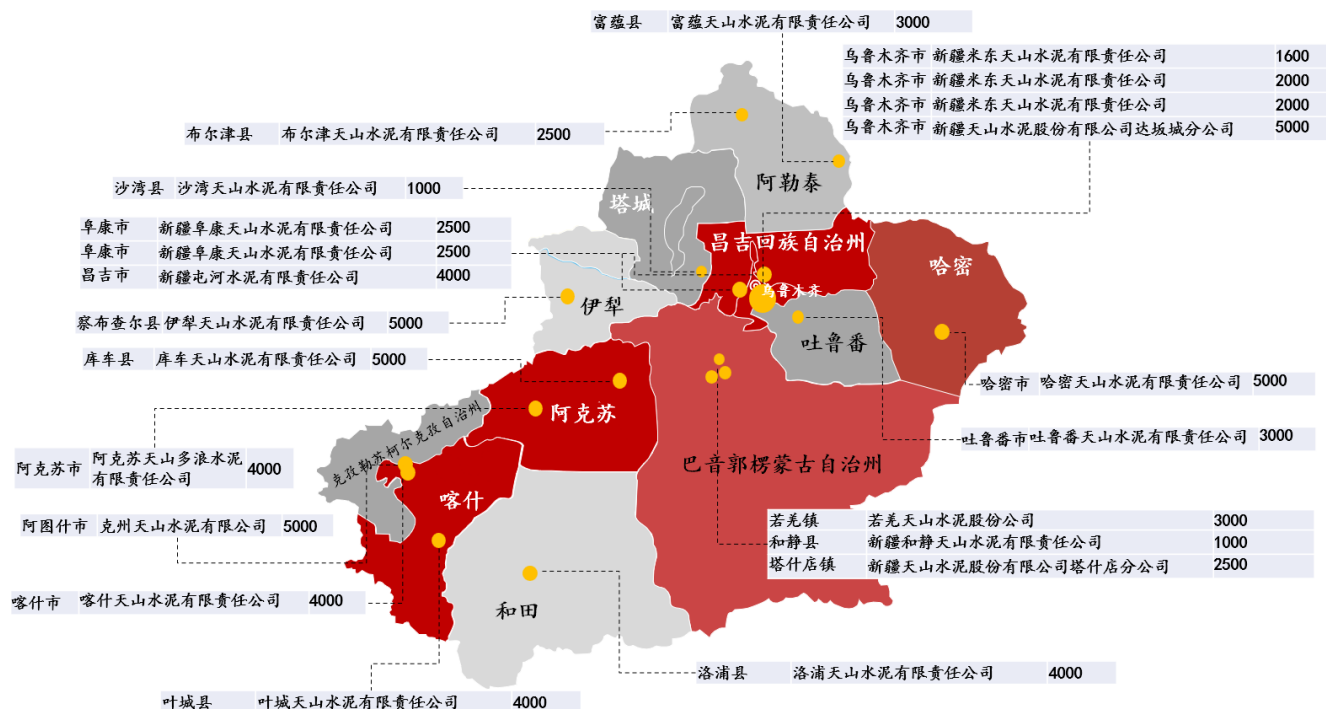 富蕴县 富蕴天山水泥有限责任公司 3000
乌鲁木齐市 新疆米东天山水泥有限责任公司 1600
乌鲁木齐市 新疆米东天山水泥有限责任公司 2000
乌鲁木齐市 新疆米东天山水泥有限责任公司 2000
乌鲁木齐市 新疆天山水泥股份有限公司达坂城分公司 5000
布尔津县 布尔津天山水泥有限责任公司 2500
沙湾县 沙湾天山水泥有限责任公司 1000
阜康市 新疆阜康天山水泥有限责任公司 2500
阜康市 新疆阜康天山水泥有限责任公司 2500
昌吉市 新疆屯河水泥有限责任公司 4000
察布查尔县 伊犁天山水泥有限责任公司 5000
库车县 库车天山水泥有限责任公司 5000
阿勒泰
塔城
昌吉回族自治州
哈密
乌鲁木齐
伊犁
吐鲁番
哈密市 哈密天山水泥有限责任公司 5000
阿克苏
克孜勒苏柯尔克孜自治州
吐鲁番市 吐鲁番天山水泥有限责任公司 3000
阿克苏市 阿克苏天山多浪水泥
有限责任公司 4000
巴音郭楞蒙古自治州
喀什
阿图什市 克州天山水泥有限公司 5000
若羌镇 若羌天山水泥股份公司 3000
和静县 新疆和静天山水泥有限责任公司 1000
塔什店镇 新疆天山水泥股份有限公司塔什店分公司 2500
喀什市 喀什天山水泥有限责任公司 4000
和田
洛浦县 洛浦天山水泥有限责任公司 4000
叶城县 叶城天山水泥有限责任公司 4000